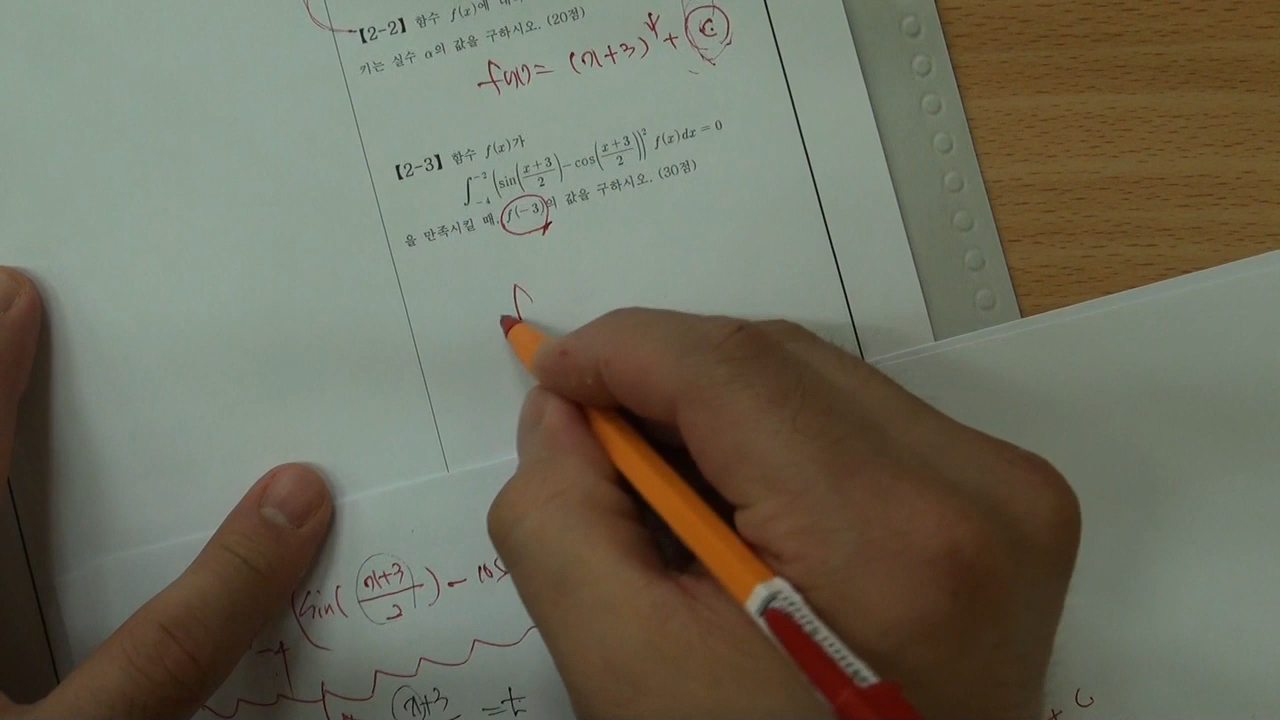 【2-2】 함수 f(x)에
키는 실수 α의 값을 구하시오. (20점)
f(x) = (x+3)⁴ + C
【2-3】 함수 f(x)가
∫₋₄⁻² (sin((x+3)/2) − cos((x+3)/2))² f(x)dx = 0
을 만족시킬 때, f(−3)의 값을 구하시오. (30점)
(sin((x+3)/2) − cos
-4
x+3 = t
+ C